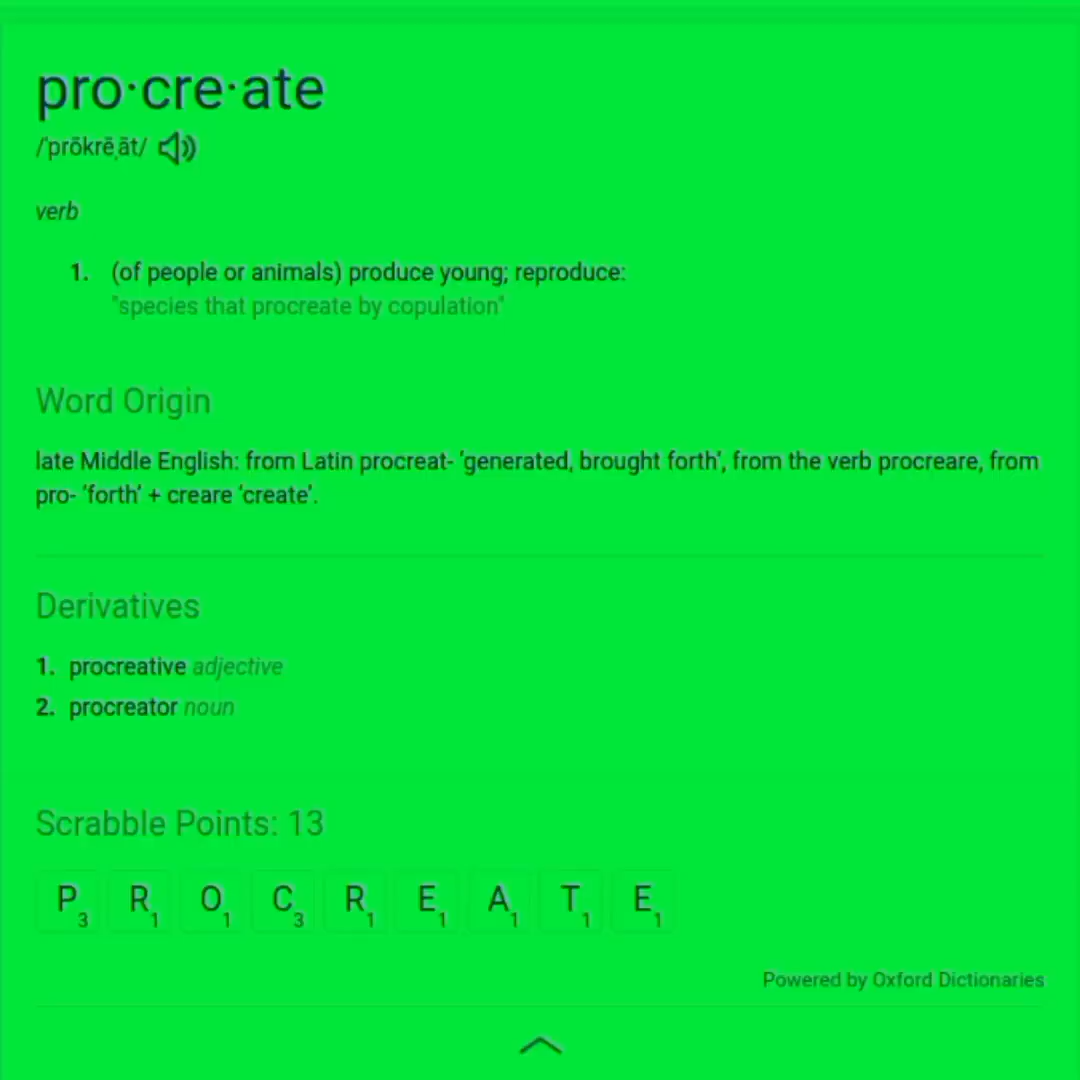 pro·cre·ate
/ˈprōkrēˌāt/
verb
1. (of people or animals) produce young; reproduce:
"species that procreate by copulation"
Word Origin
late Middle English: from Latin procreat- ‘generated, brought forth’, from the verb procreare, from
pro- ‘forth’ + creare ‘create’.
Derivatives
1. procreative adjective
2. procreator noun
Scrabble Points: 13
P3 R1 O1 C3 R1 E1 A1 T1 E1
Powered by Oxford Dictionaries